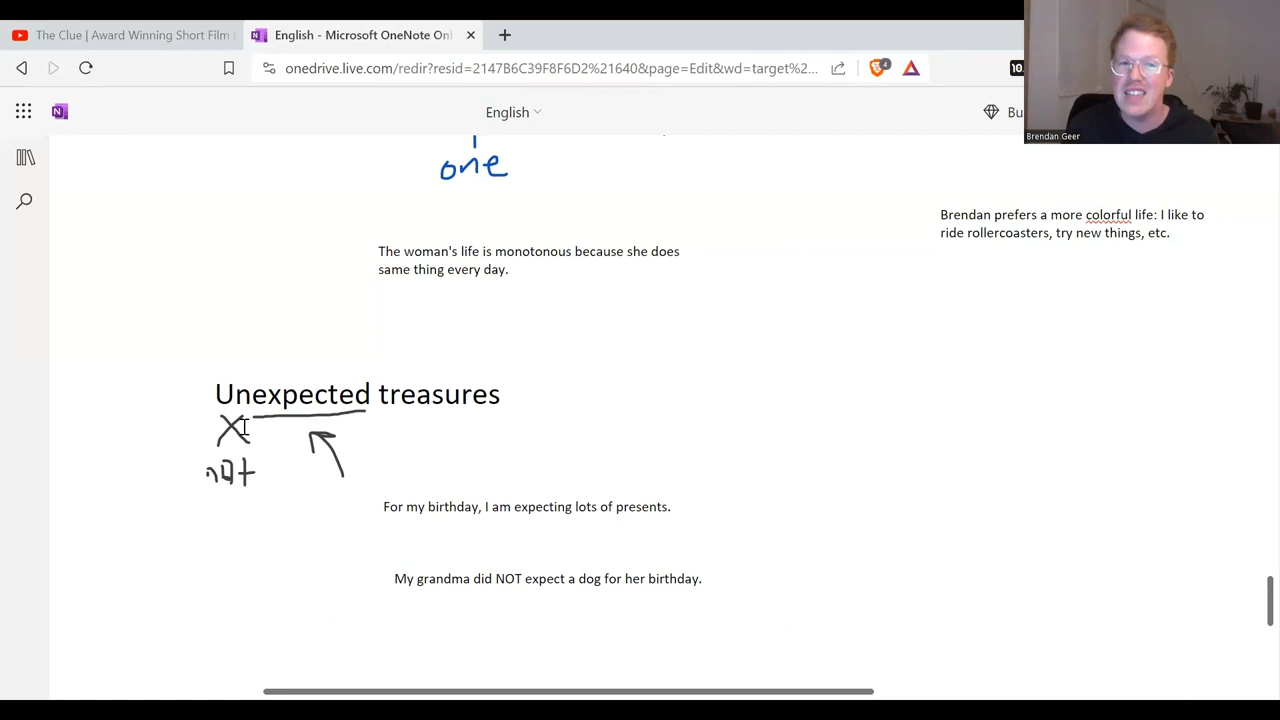 The Clue | Award Winning Short Film
English - Microsoft OneNote Onl
onedrive.live.com/redir?resid=2147B6C39F8F6D2%21640&page=Edit&wd=target%2...
4
10
English
Bu
Brendan Geer
one
Brendan prefers a more colorful life: I like to
ride rollercoasters, try new things, etc.
The woman's life is monotonous because she does
same thing every day.
Unexpected treasures
X
not
For my birthday, I am expecting lots of presents.
My grandma did NOT expect a dog for her birthday.